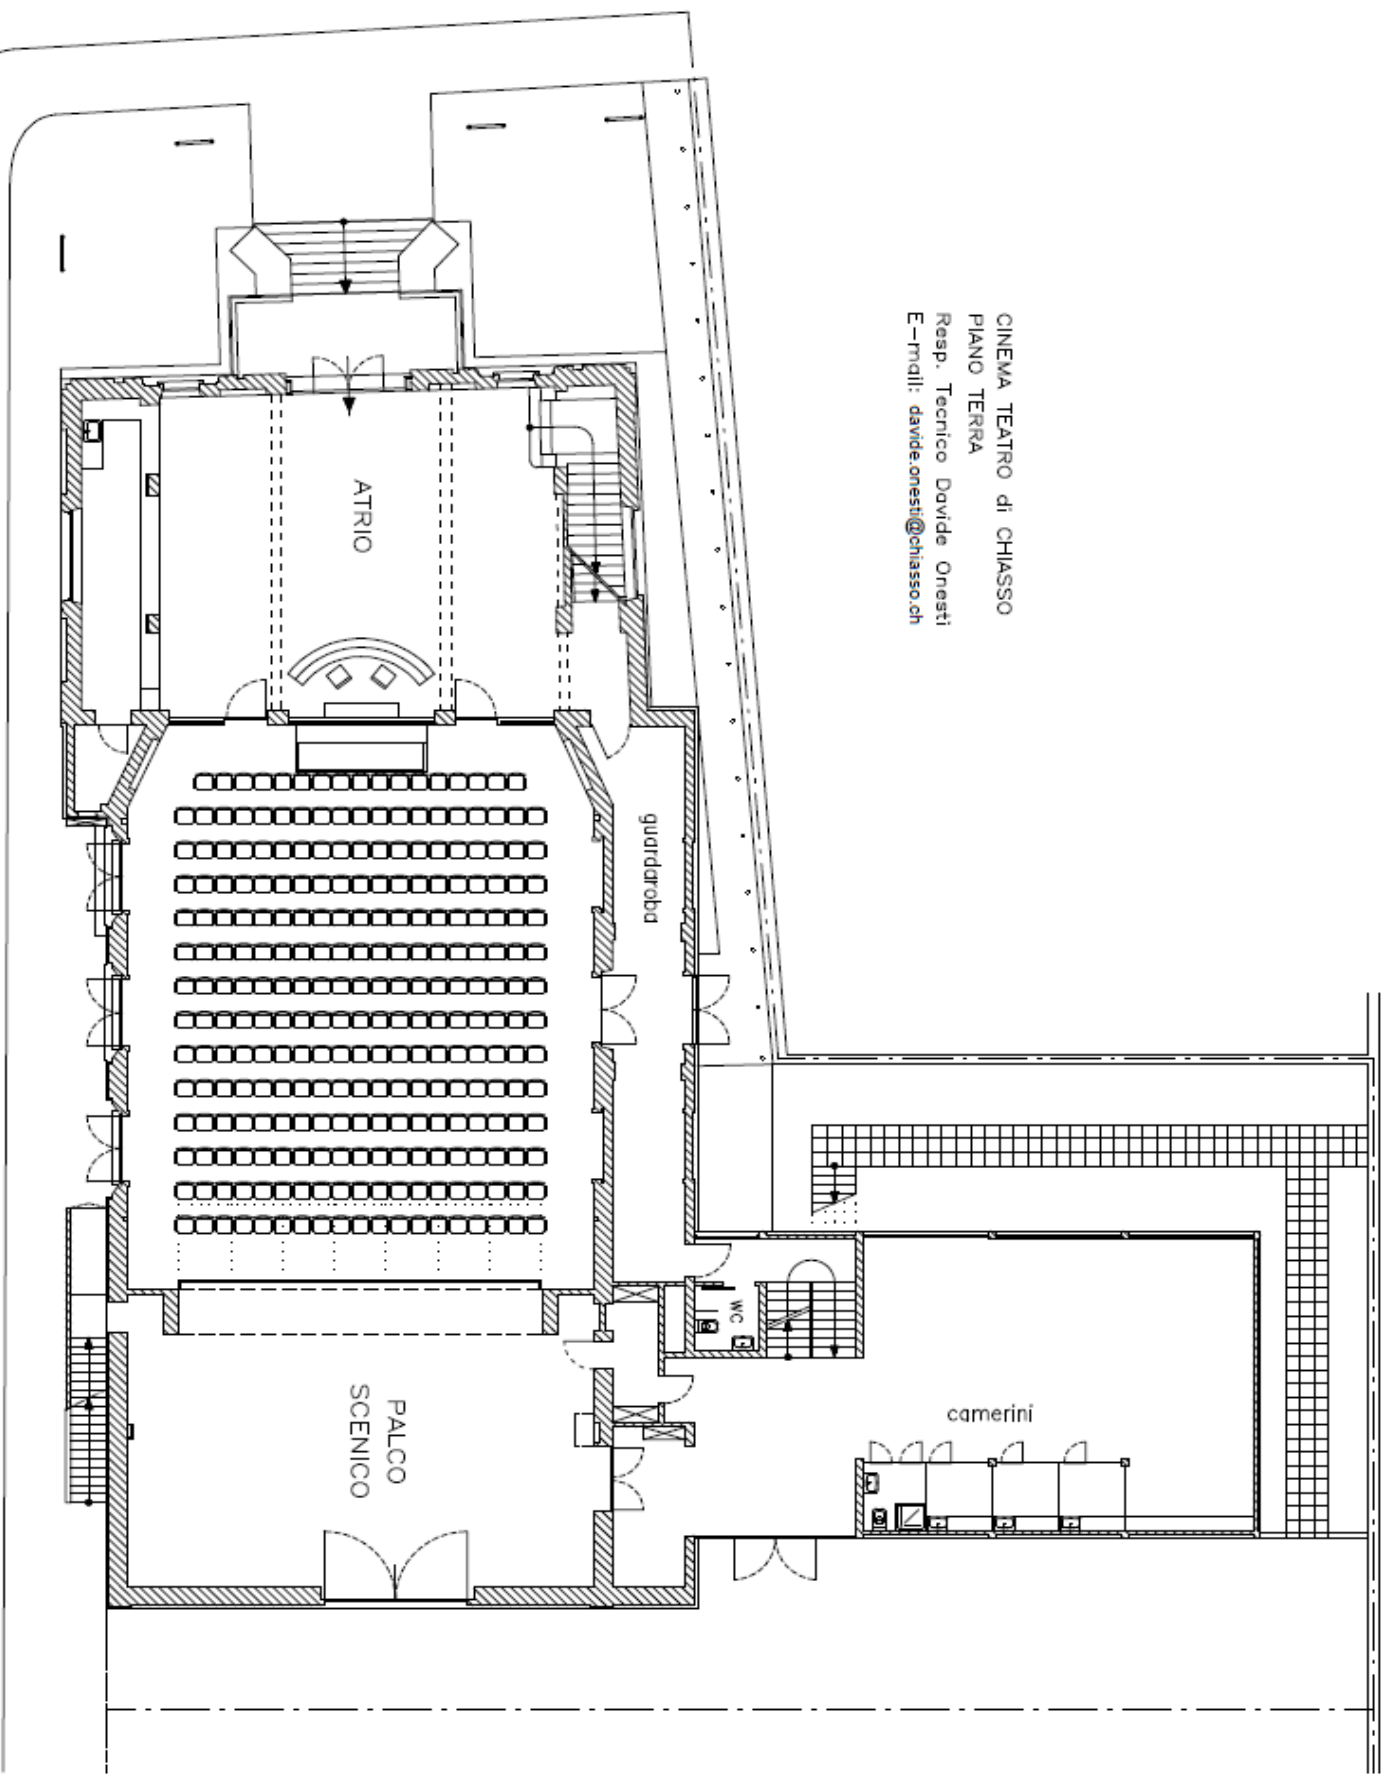 CINEMA TEATRO di CHIASSO
PIANO TERRA
Resp. Tecnico Davide Onesti
E-mail: davide.onesti@chiasso.ch
ATRIO
guardaroba
WC
camerini
PALCO
SCENICO